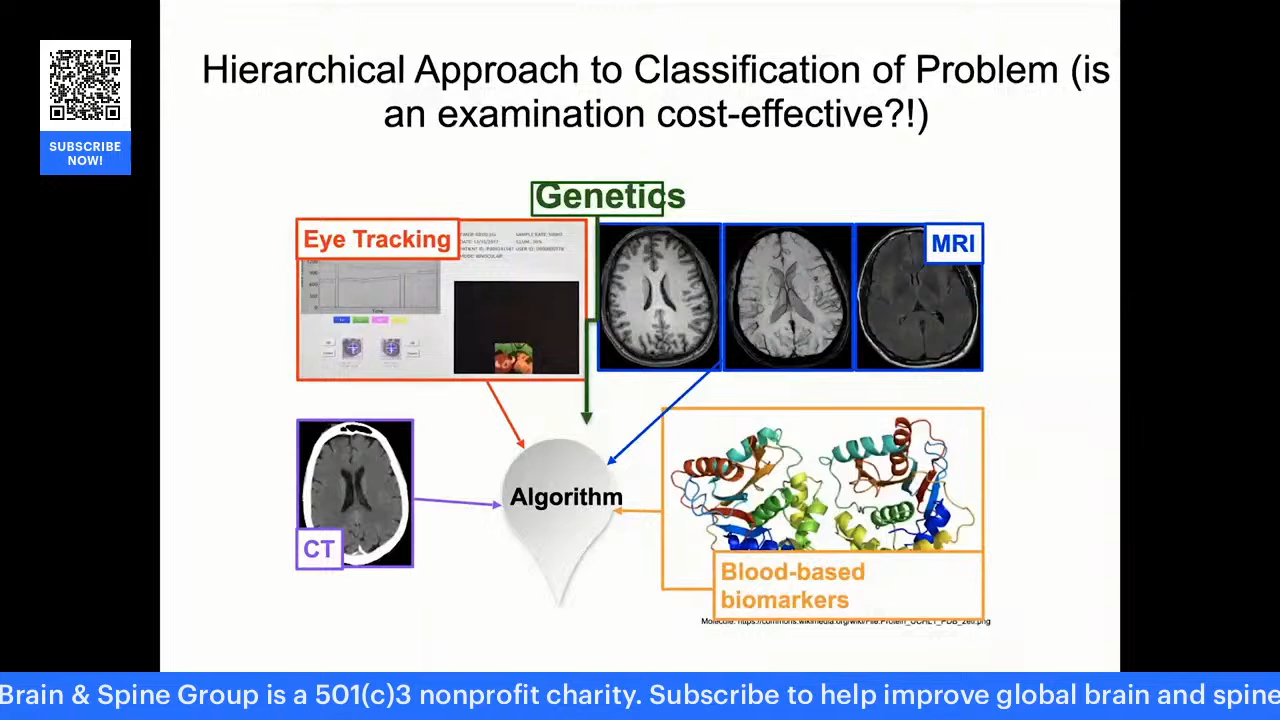 SUBSCRIBE
NOW!
Hierarchical Approach to Classification of Problem (is
an examination cost-effective?!)
Genetics
Eye Tracking
MRI
Time
CT
Algorithm
Blood-based
biomarkers
Brain & Spine Group is a 501(c)3 nonprofit charity. Subscribe to help improve global brain and spine